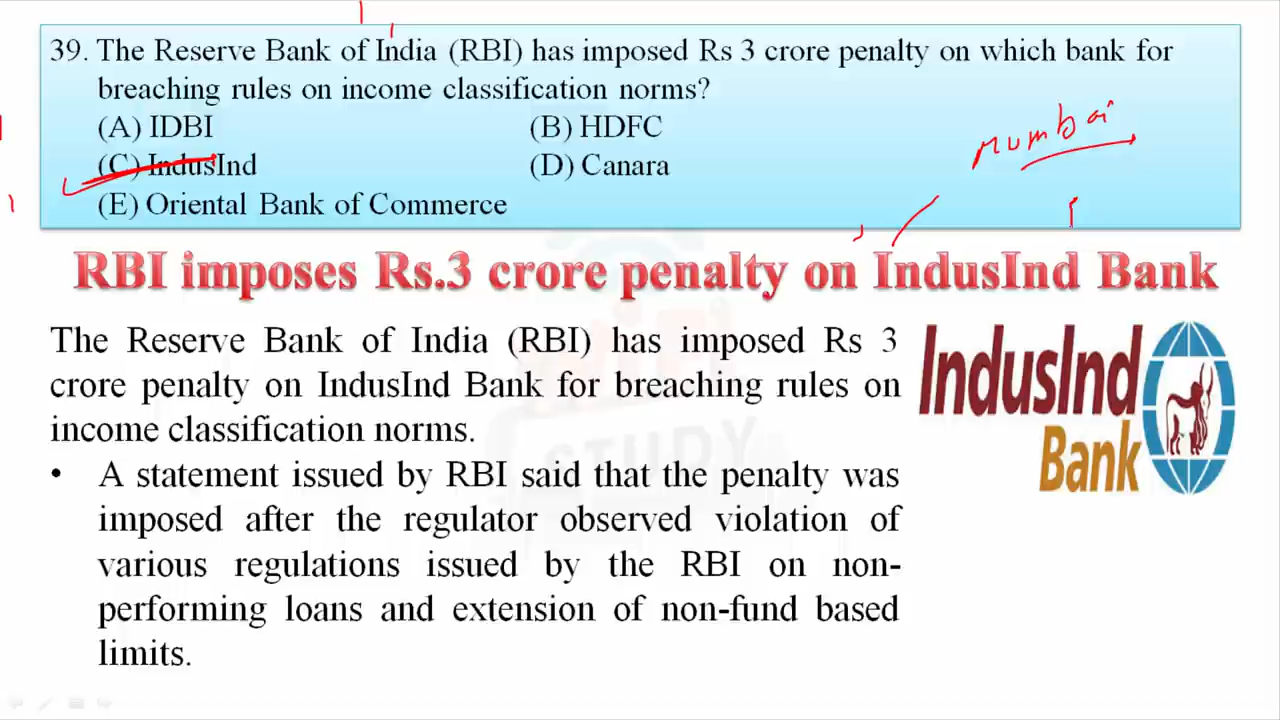 39. The Reserve Bank of India (RBI) has imposed Rs 3 crore penalty on which bank for
breaching rules on income classification norms?
(A) IDBI (B) HDFC
(C) IndusInd (D) Canara
(E) Oriental Bank of Commerce
Mumbai
RBI imposes Rs.3 crore penalty on IndusInd Bank
The Reserve Bank of India (RBI) has imposed Rs 3
crore penalty on IndusInd Bank for breaching rules on
income classification norms.
• A statement issued by RBI said that the penalty was
imposed after the regulator observed violation of
various regulations issued by the RBI on non-
performing loans and extension of non-fund based
limits.
IndusInd
Bank
STUDY